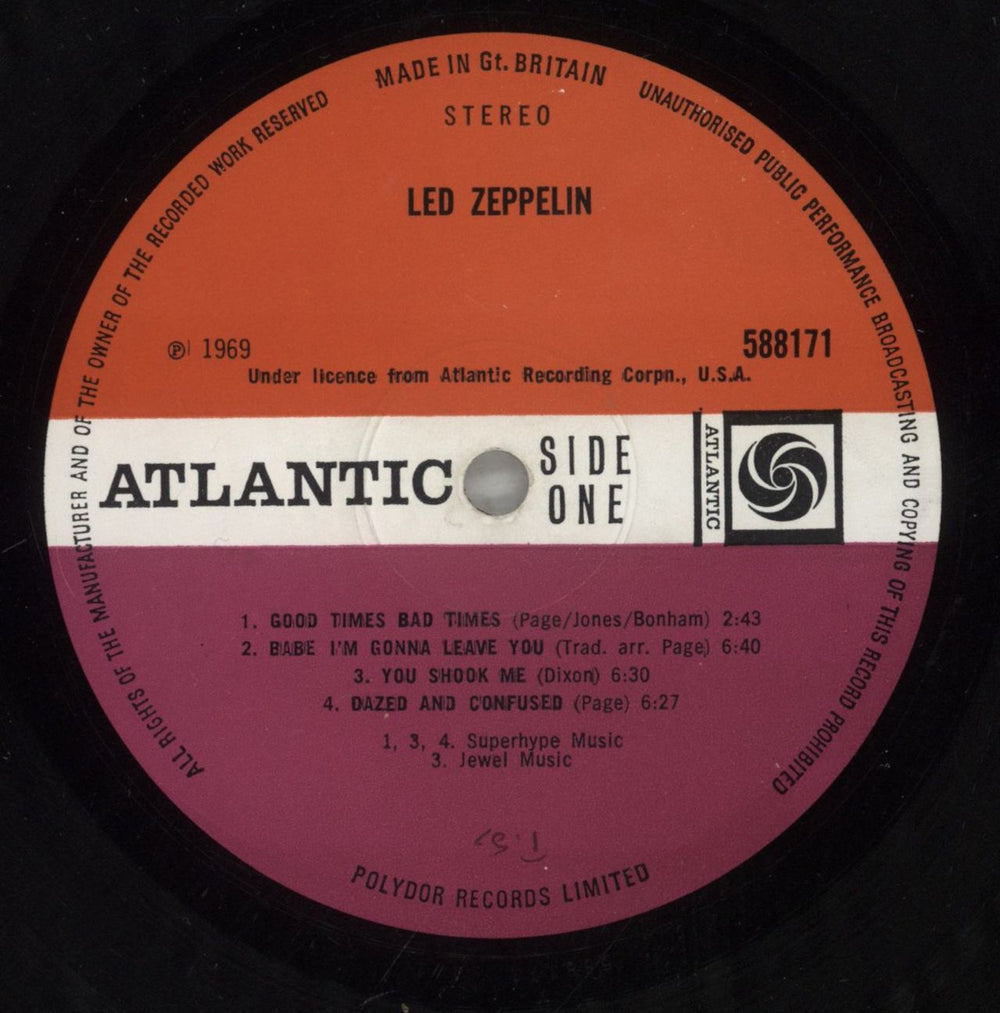 MADE IN Gt. BRITAIN
UNAUTHORISED PUBLIC PERFORMANCE BROADCASTING AND COPYING OF THIS RECORD PROHIBITED
ALL RIGHTS OF THE MANUFACTURER AND OF THE OWNER OF THE RECORDED WORK RESERVED
STEREO
LED ZEPPELIN
℗ 1969
588171
Under licence from Atlantic Recording Corpn., U.S.A.
ATLANTIC
SIDE
ONE
ATLANTIC
1. GOOD TIMES BAD TIMES (Page/Jones/Bonham) 2:43
2. BABE I'M GONNA LEAVE YOU (Trad. arr. Page) 6:40
3. YOU SHOOK ME (Dixon) 6:30
4. DAZED AND CONFUSED (Page) 6:27
1, 3, 4. Superhype Music
3. Jewel Music
POLYDOR RECORDS LIMITED